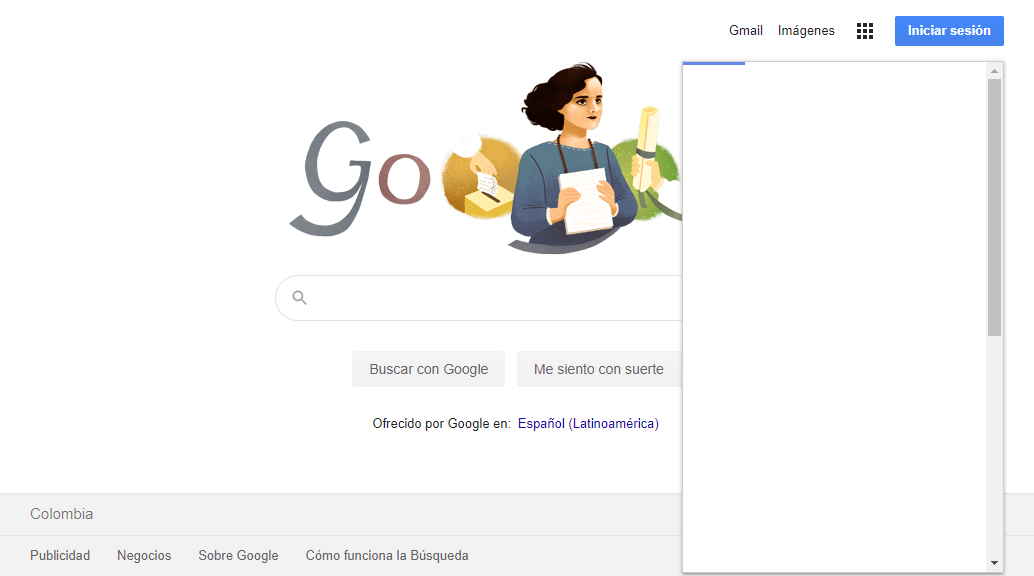 Gmail Imágenes Iniciar sesión
Go
Buscar con Google Me siento con suerte
Ofrecido por Google en: Español (Latinoamérica)
Colombia
Publicidad Negocios Sobre Google Cómo funciona la Búsqueda